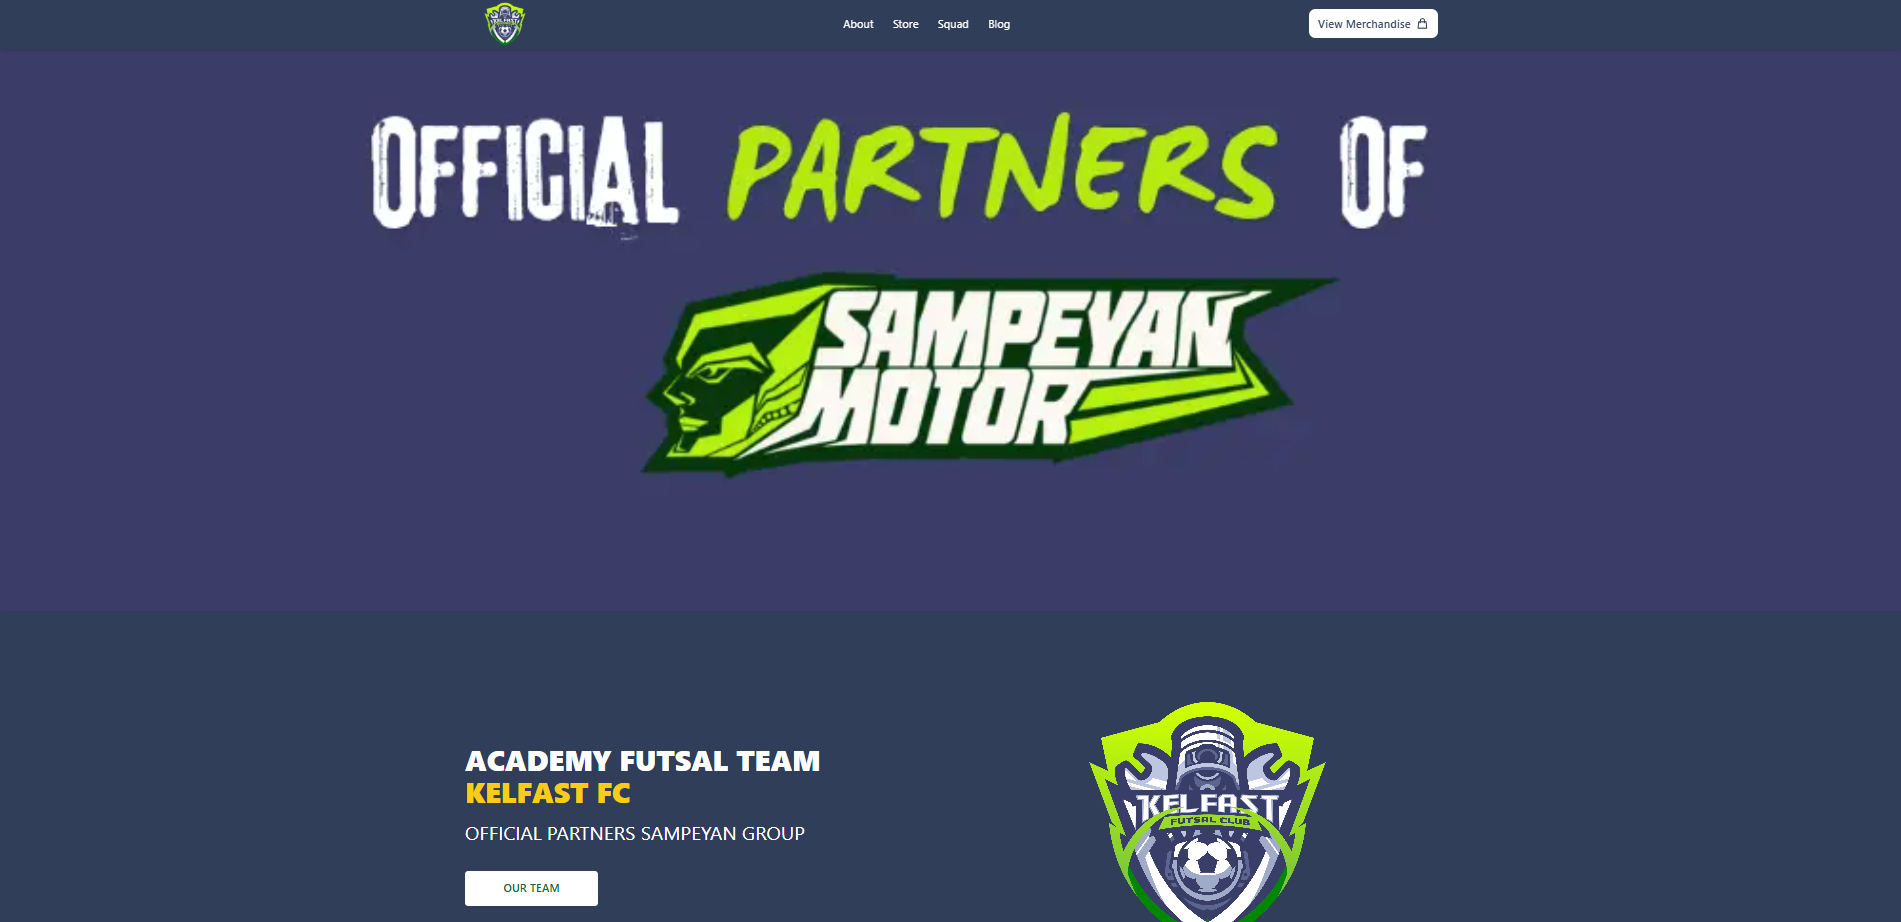 About Store Squad Blog
View Merchandise
OFFICIAL PARTNERS OF
SAMPEYAN
MOTOR
ACADEMY FUTSAL TEAM
KELFAST FC
OFFICIAL PARTNERS SAMPEYAN GROUP
OUR TEAM
KELFAST
FUTSAL CLUB